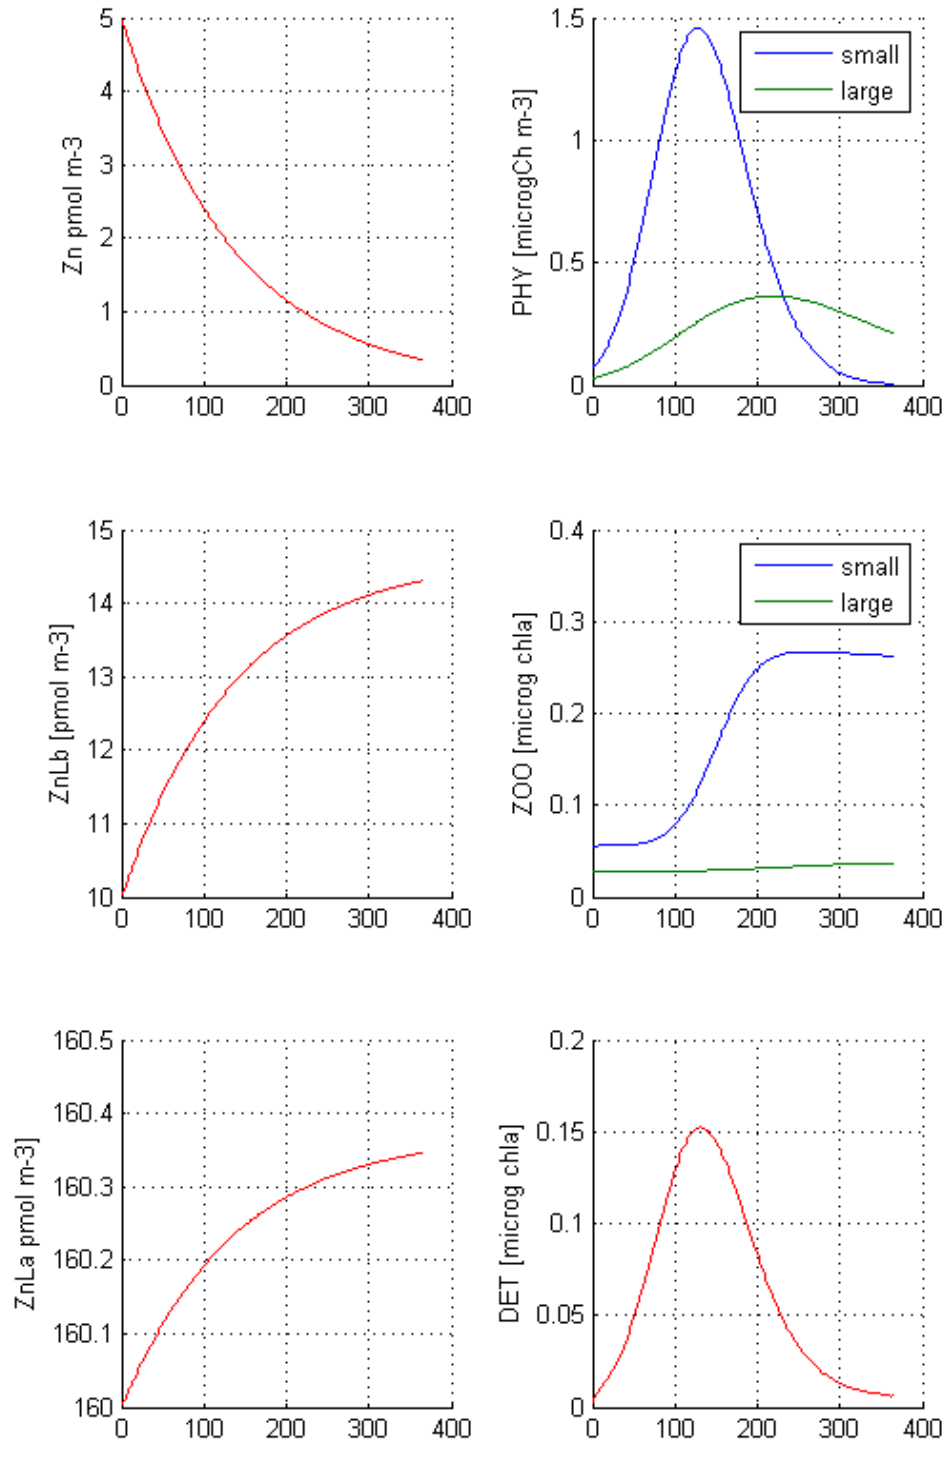 Zn pmol m-3
5
4
3
2
1
0
0 100 200 300 400
PHY [microgCh m-3]
1.5
1
0.5
0
0 100 200 300 400
small
large
ZnLb [pmol m-3]
15
14
13
12
11
10
0 100 200 300 400
ZOO [microg chla]
0.4
0.3
0.2
0.1
0
0 100 200 300 400
small
large
ZnLa pmol m-3]
160.5
160.4
160.3
160.2
160.1
160
0 100 200 300 400
DET [microg chla]
0.2
0.15
0.1
0.05
0
0 100 200 300 400